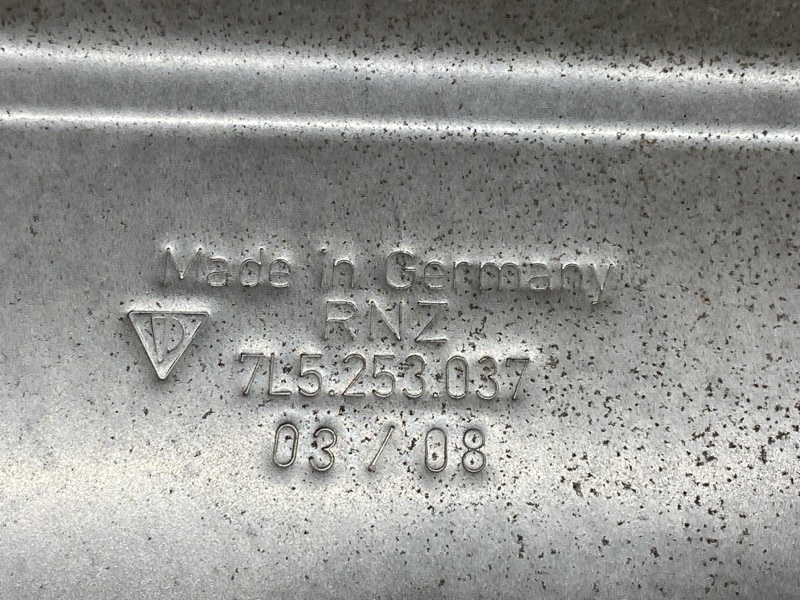 Made in Germany
RNZ
D
7L5.253.037
03 / 08